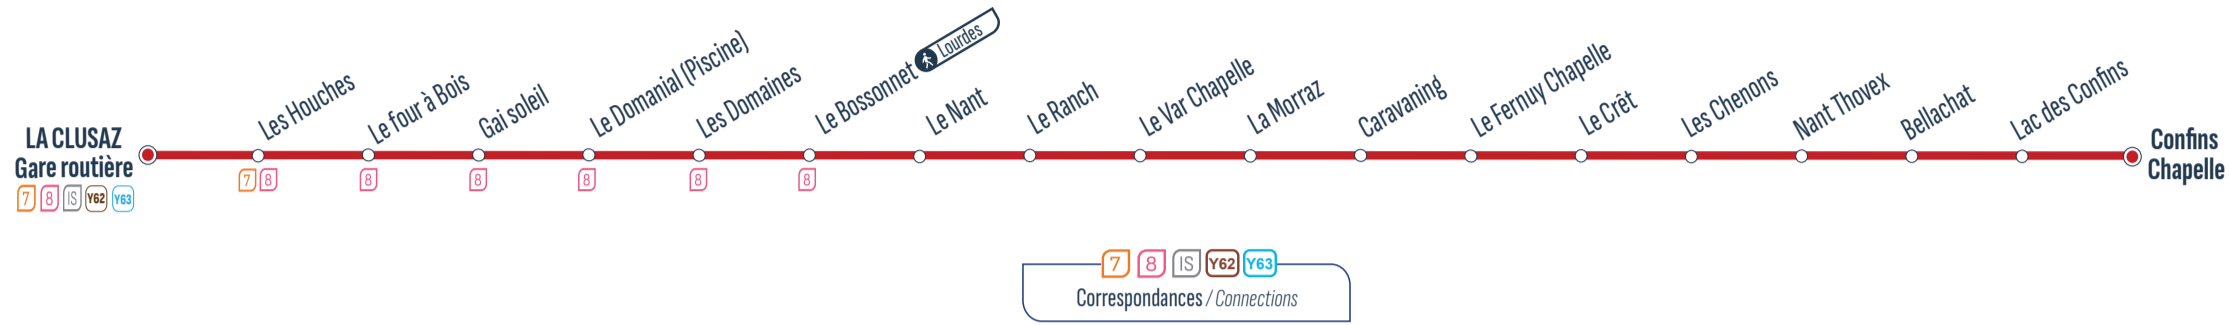 LA CLUSAZ
Gare routière
7 8 IS Y62 Y63
Les Houches
7 8
Le four à Bois
8
Gai soleil
8
Le Domanial (Piscine)
8
Les Domaines
8
Le Bossonnet
Lourdes
8
Le Nant
Le Ranch
Le Var Chapelle
La Morraz
Caravaning
Le Fernuy Chapelle
Le Crêt
Les Chenons
Nant Thovex
Bellachat
Lac des Confins
Confins
Chapelle
7 8 IS Y62 Y63
Correspondances / Connections